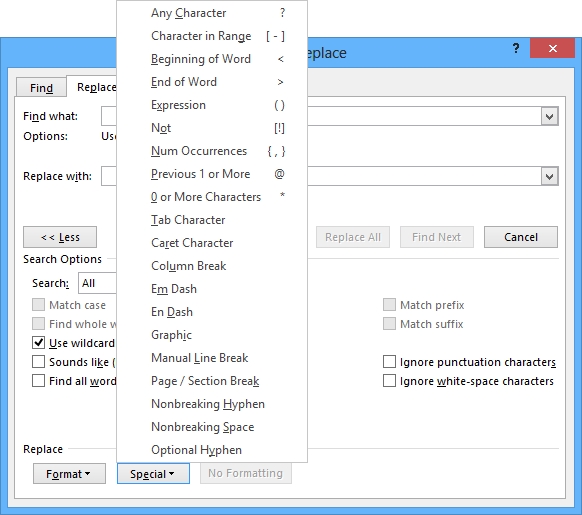 Any Character ?
Character in Range [ - ]
Beginning of Word <
End of Word >
Expression ( )
Not [!]
Num Occurrences { , }
Previous 1 or More @
0 or More Characters *
Tab Character
Caret Character
Column Break
Em Dash
En Dash
Graphic
Manual Line Break
Page / Section Break
Nonbreaking Hyphen
Nonbreaking Space
Optional Hyphen
place ? ×
Find Replace
Find what:
Options: Use
Replace with:
<< Less Replace All Find Next Cancel
Search Options
Search: All
Match case Match prefix
Find whole w Match suffix
Use wildcard
Sounds like ( Ignore punctuation characters
Find all word Ignore white-space characters
Replace
Format Special No Formatting